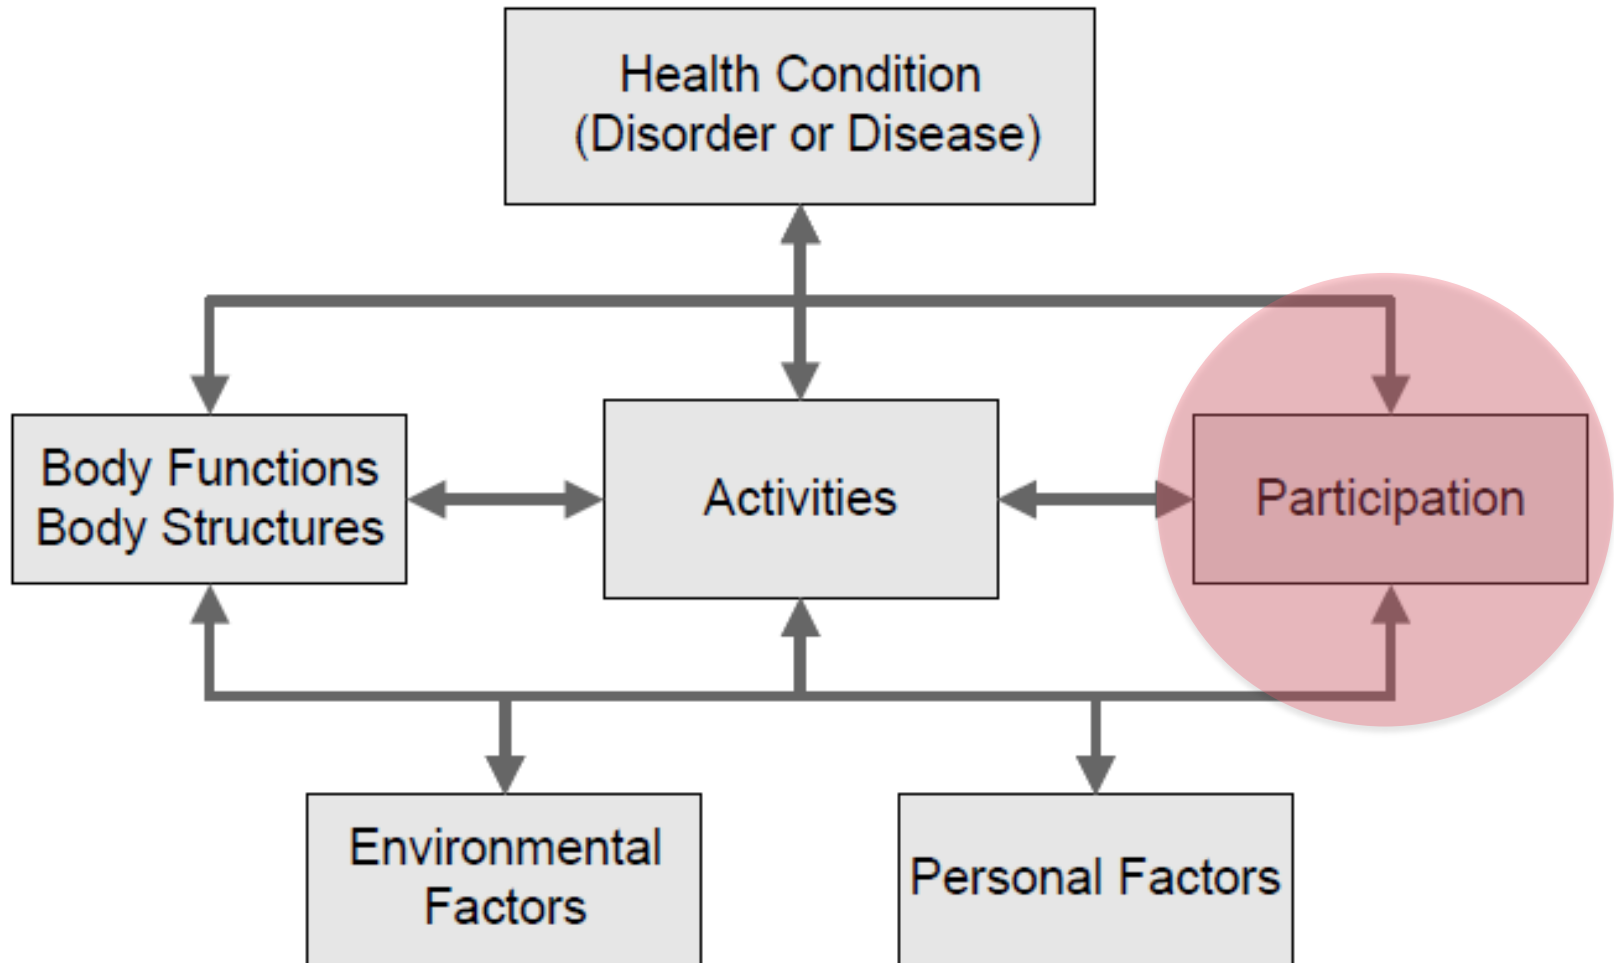 Health Condition
(Disorder or Disease)
Body Functions
Body Structures
Activities
Participation
Environmental
Factors
Personal Factors